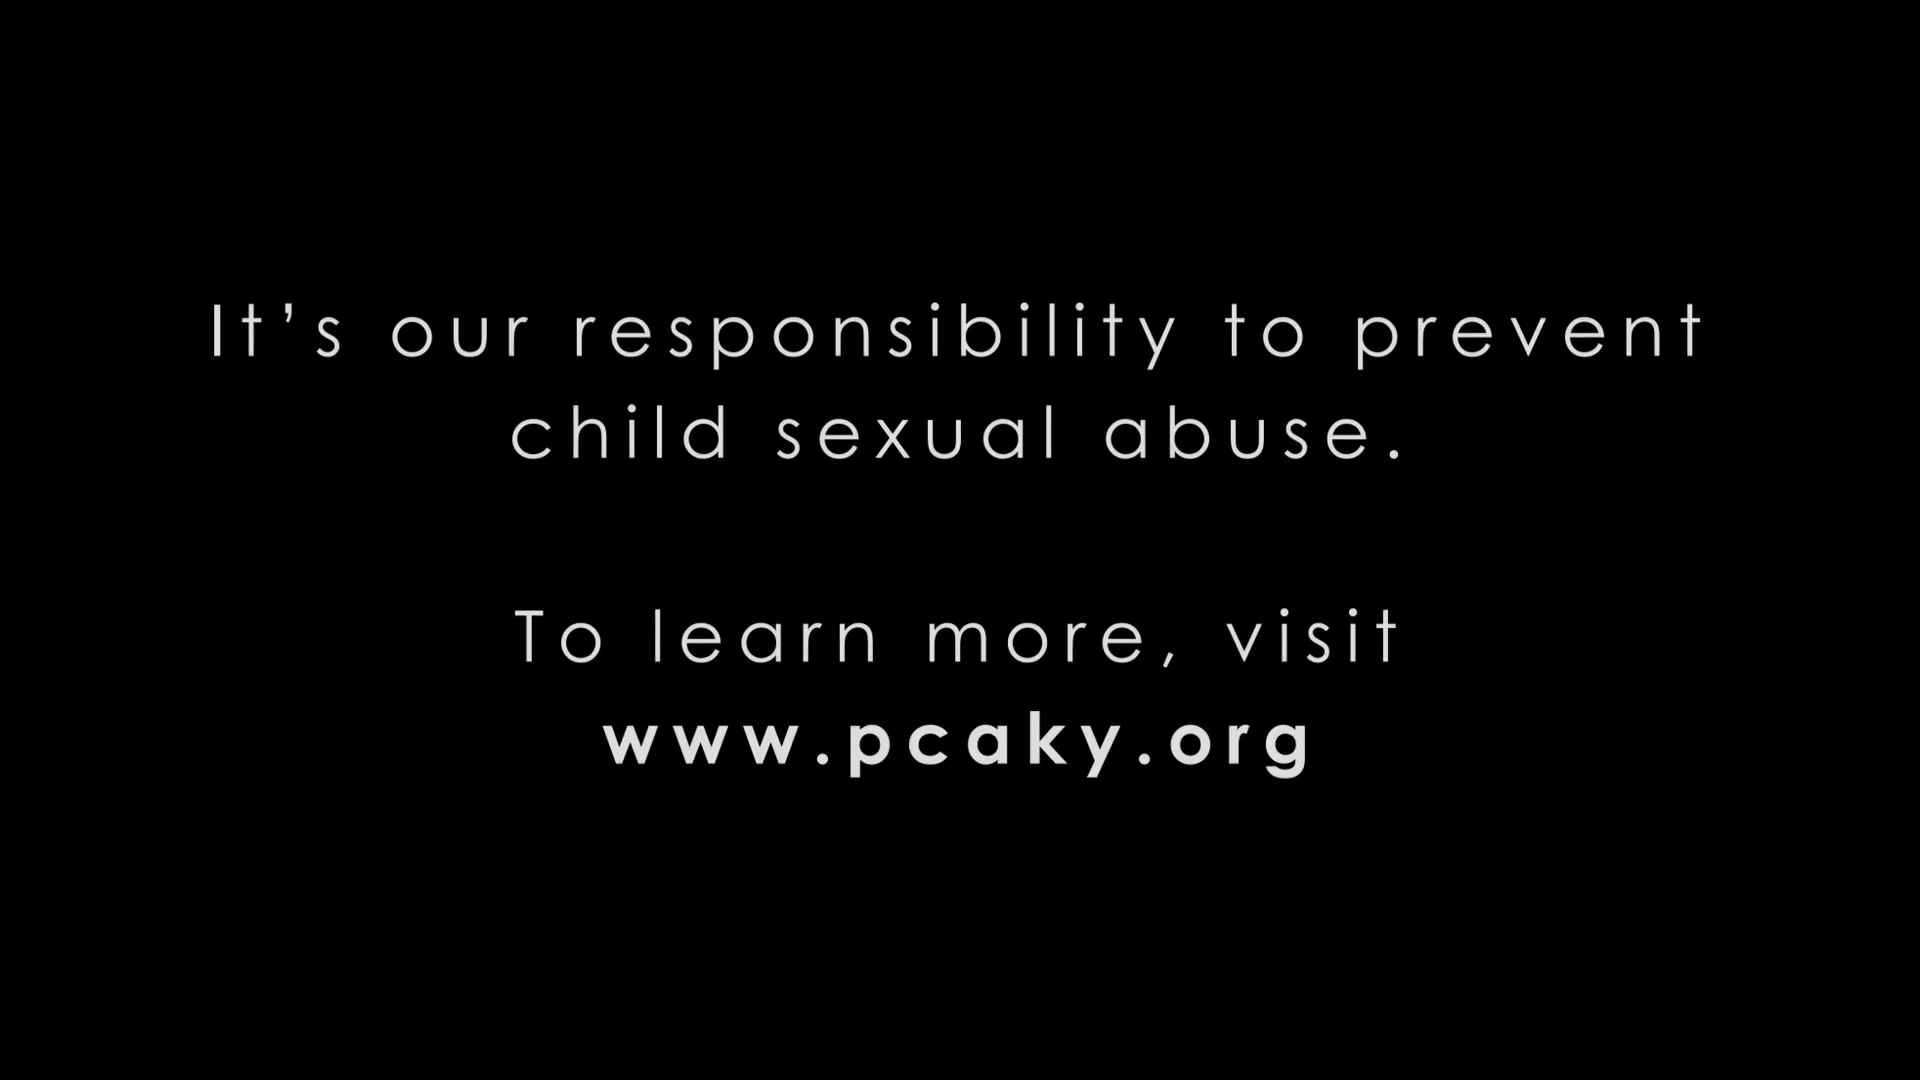 It’s our responsibility to prevent
child sexual abuse.
To learn more, visit
www.pcaky.org